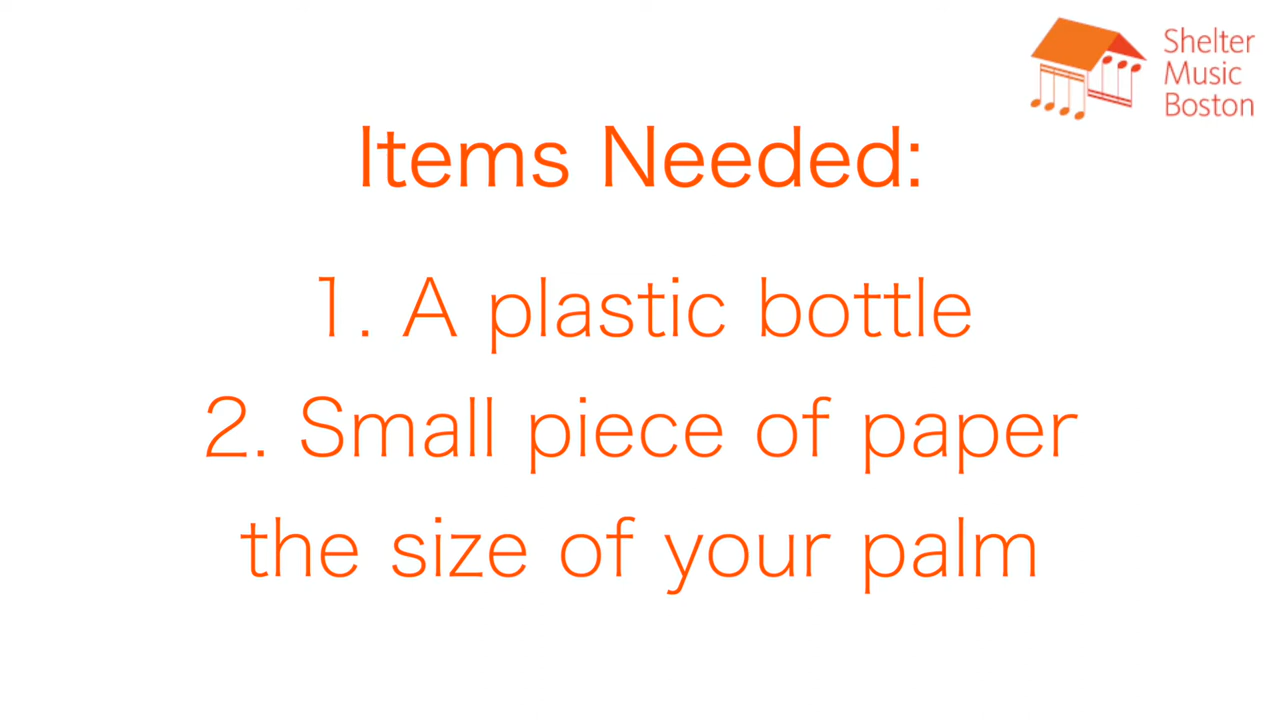 Shelter
Music
Boston
Items Needed:
1. A plastic bottle
2. Small piece of paper
the size of your palm